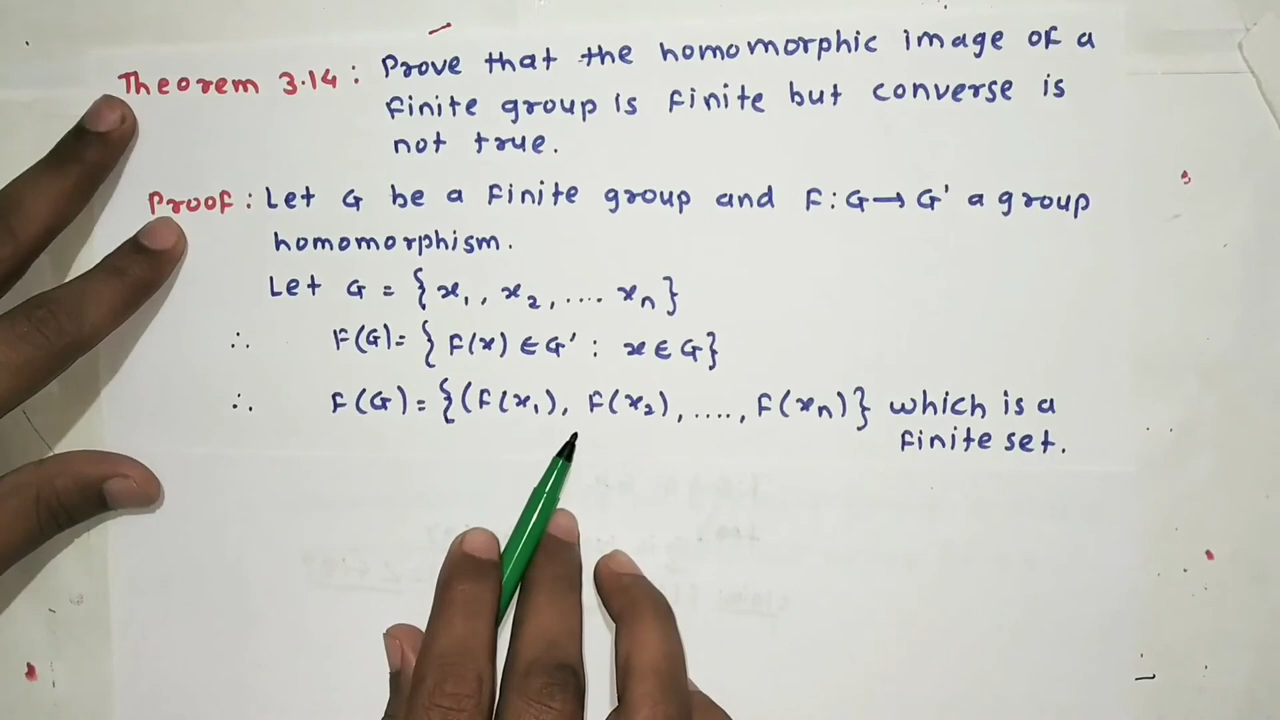 Theorem 3.14: Prove that the homomorphic image of a
finite group is finite but converse is
not true.
Proof: Let G be a finite group and F:G→G' a group
homomorphism.
Let G = {x₁, x₂, .... xₙ}
∴ F(G)= { F(x) ∈ G' : x ∈ G}
∴ F(G) = {(F(x₁), F(x₂), ...., F(xₙ)} which is a
finite set.